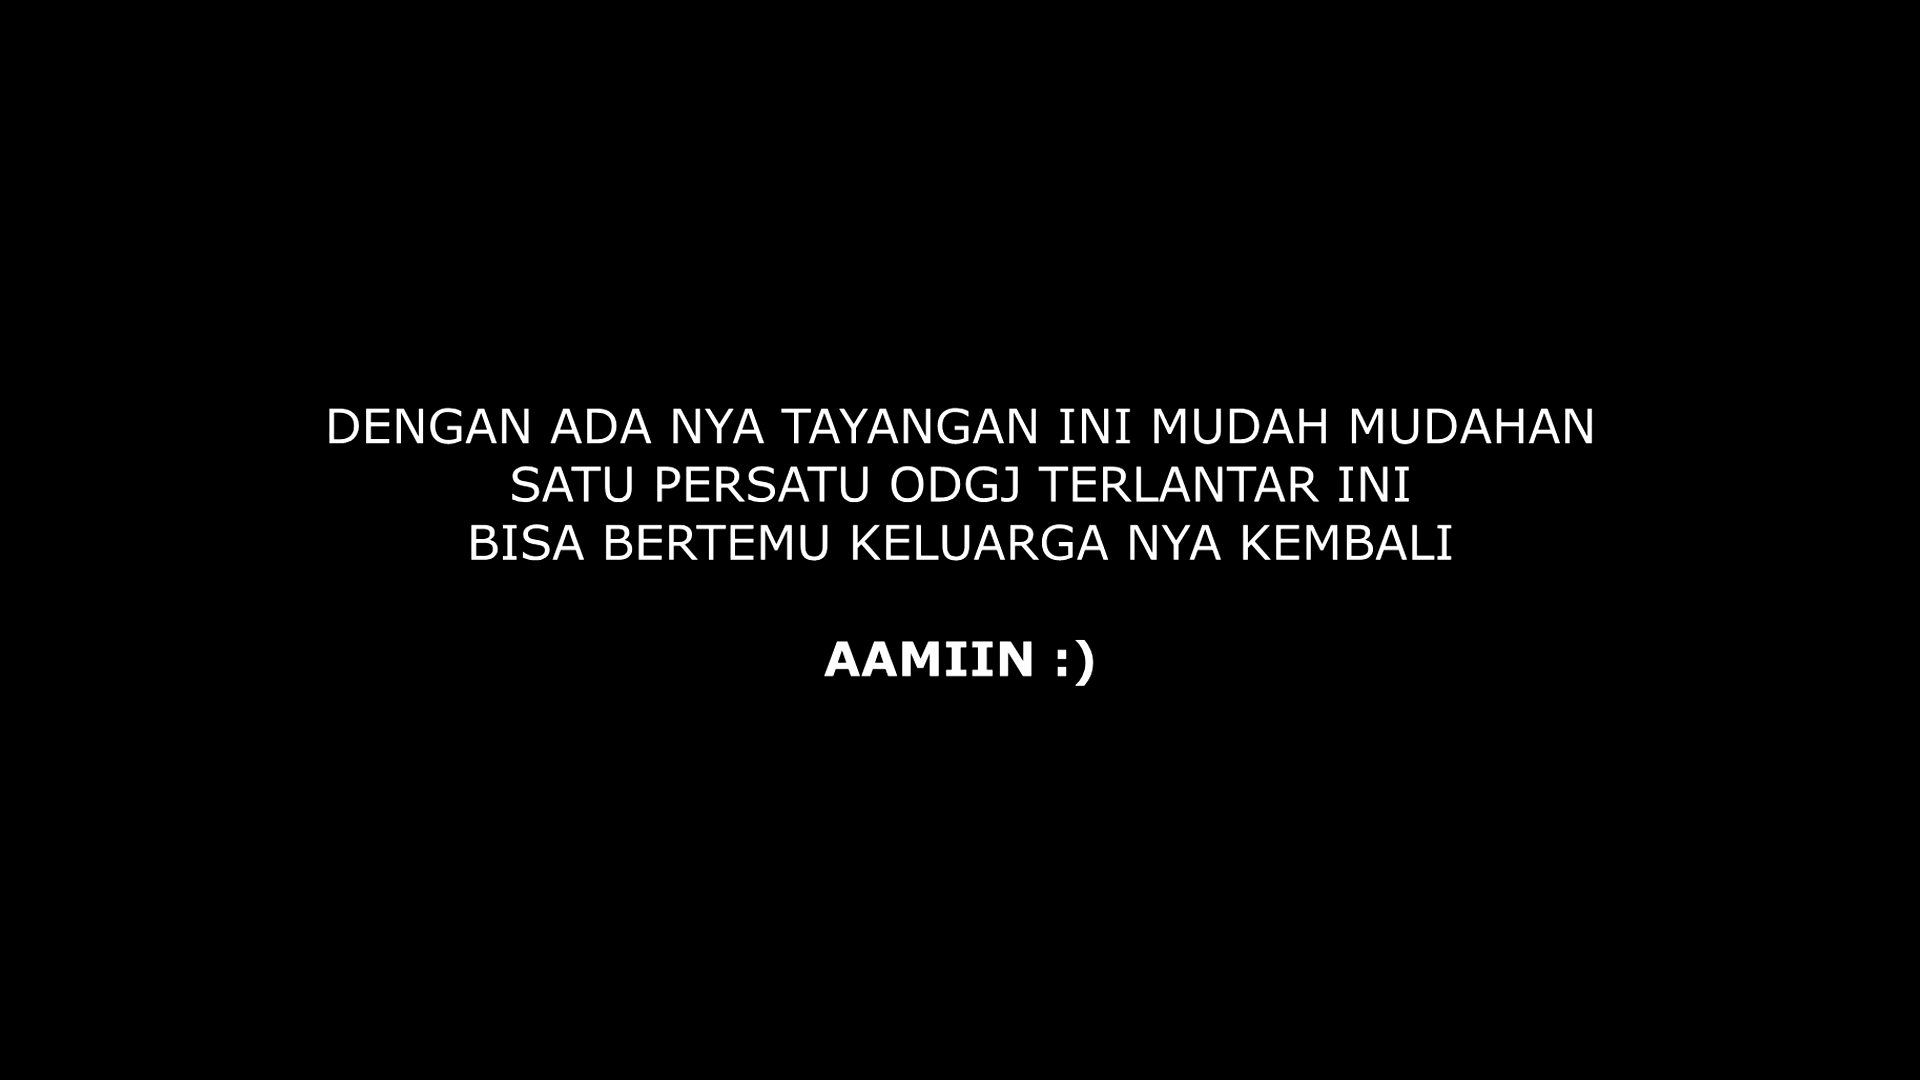 DENGAN ADA NYA TAYANGAN INI MUDAH MUDAHAN
SATU PERSATU ODGJ TERLANTAR INI
BISA BERTEMU KELUARGA NYA KEMBALI
AAMIIN :)